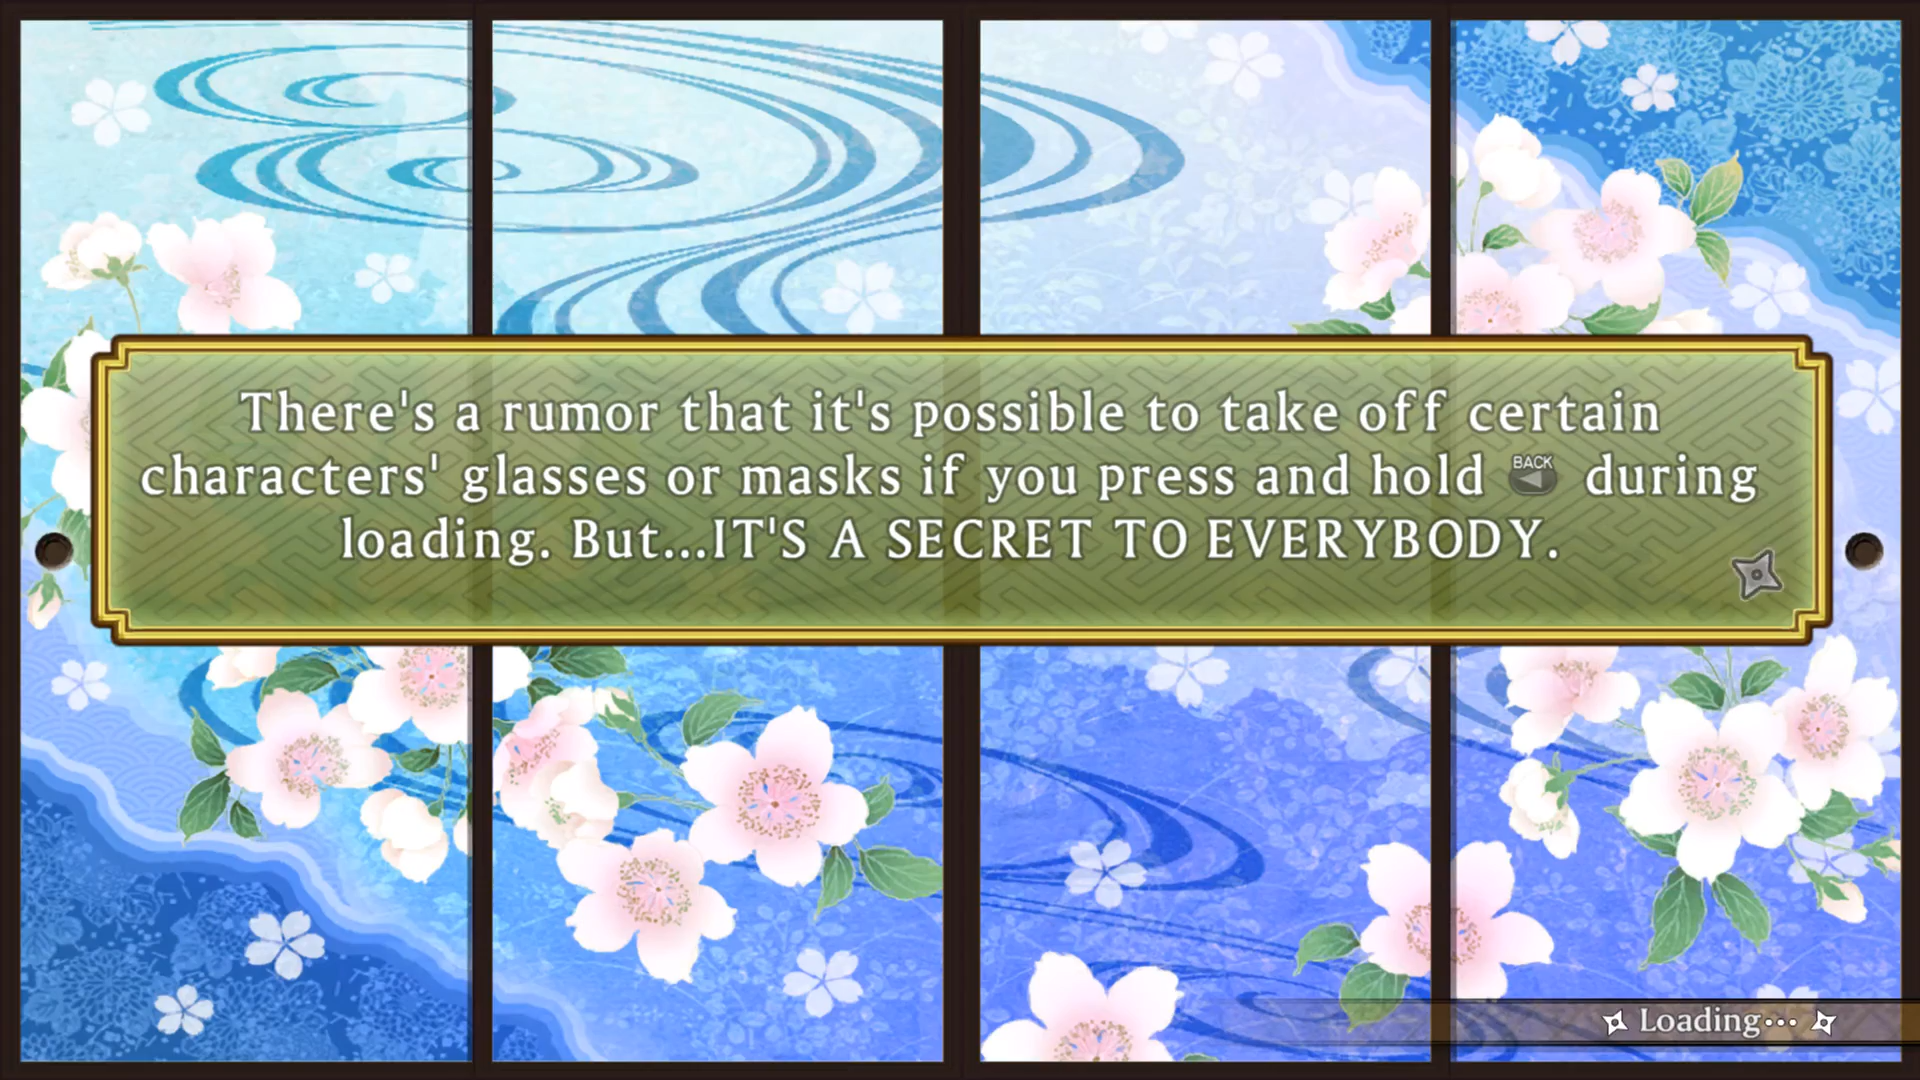 There's a rumor that it's possible to take off certain
characters' glasses or masks if you press and hold BACK during
loading. But...IT'S A SECRET TO EVERYBODY.
Loading•••